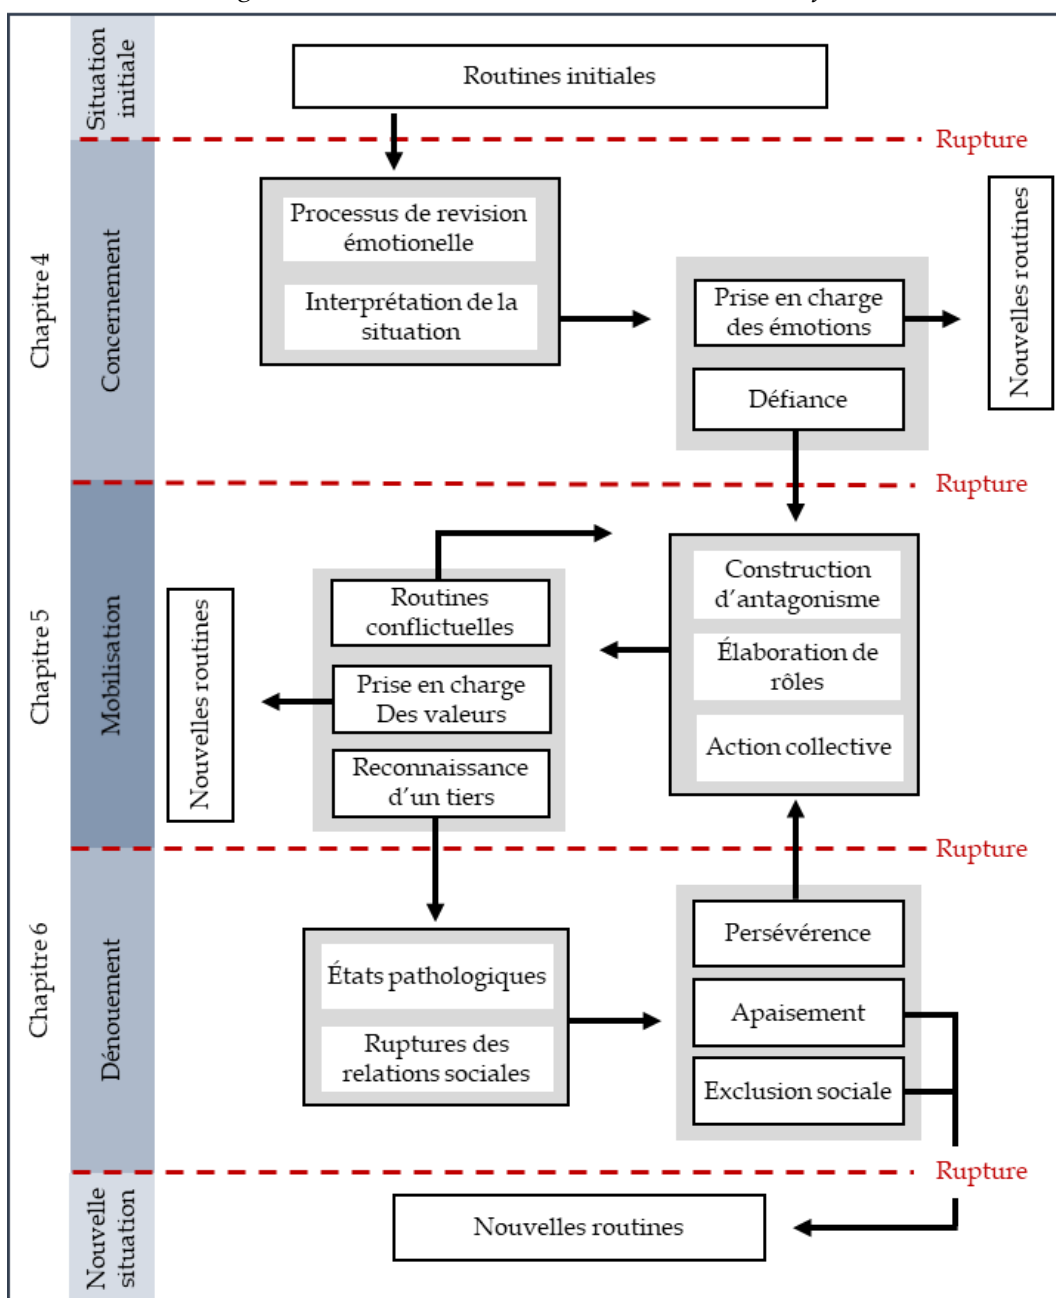 Situation
initiale
Routines initiales
Rupture
Chapitre 4
Concernement
Processus de revision
émotionelle
Interprétation de la
situation
Prise en charge
des émotions
Défiance
Nouvelles routines
Rupture
Chapitre 5
Mobilisation
Nouvelles routines
Routines
conflictuelles
Prise en charge
Des valeurs
Reconnaissance
d'un tiers
Construction
d'antagonisme
Élaboration de
rôles
Action collective
Rupture
Chapitre 6
Dénouement
États pathologiques
Ruptures des
relations sociales
Persévérence
Apaisement
Exclusion sociale
Rupture
Nouvelle
situation
Nouvelles routines